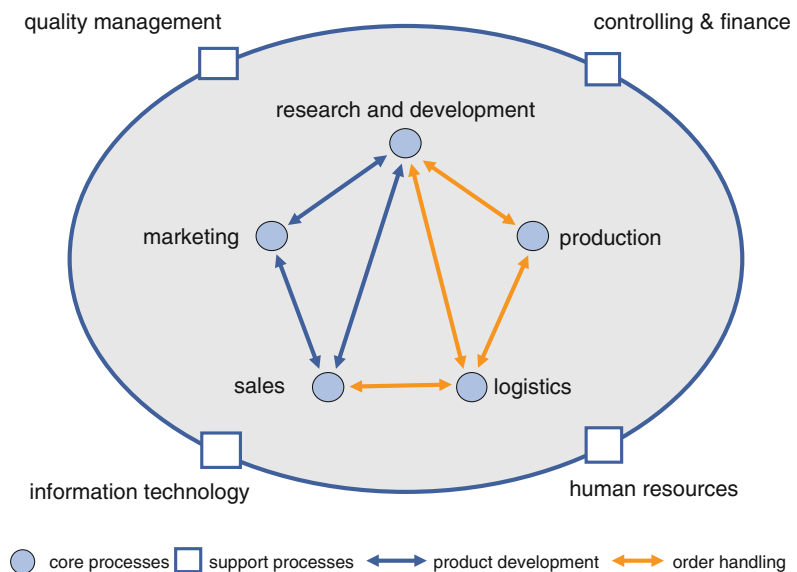 quality management
controlling & finance
research and development
marketing
production
sales
logistics
information technology
human resources
core processes
support processes
product development
order handling